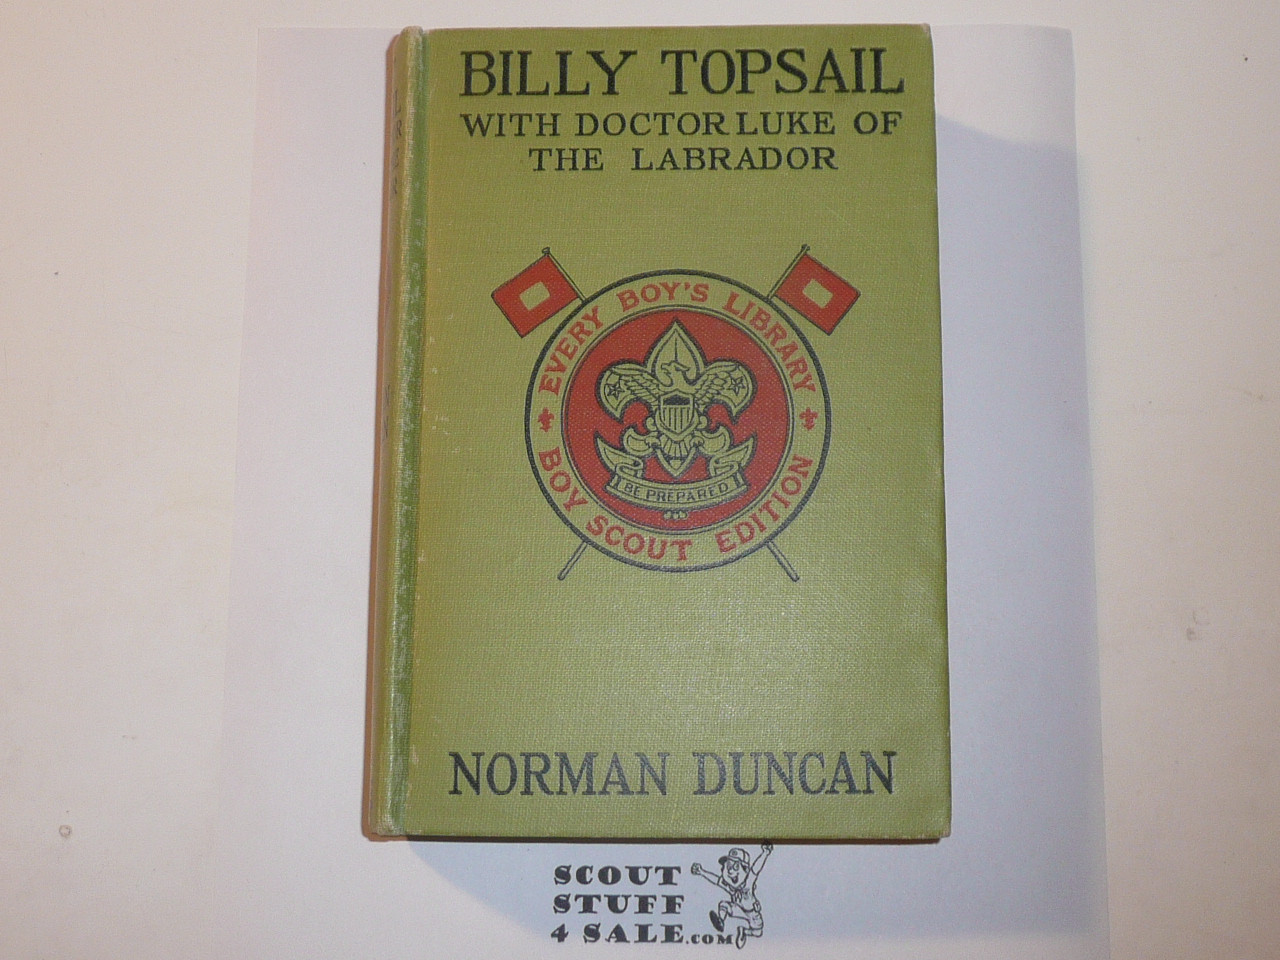 BILLY TOPSAIL
WITH DOCTOR LUKE OF
THE LABRADOR
EVERY BOY'S LIBRARY
BE PREPARED
BOY SCOUT EDITION
NORMAN DUNCAN
SCOUT
STUFF
4 SALE.COM